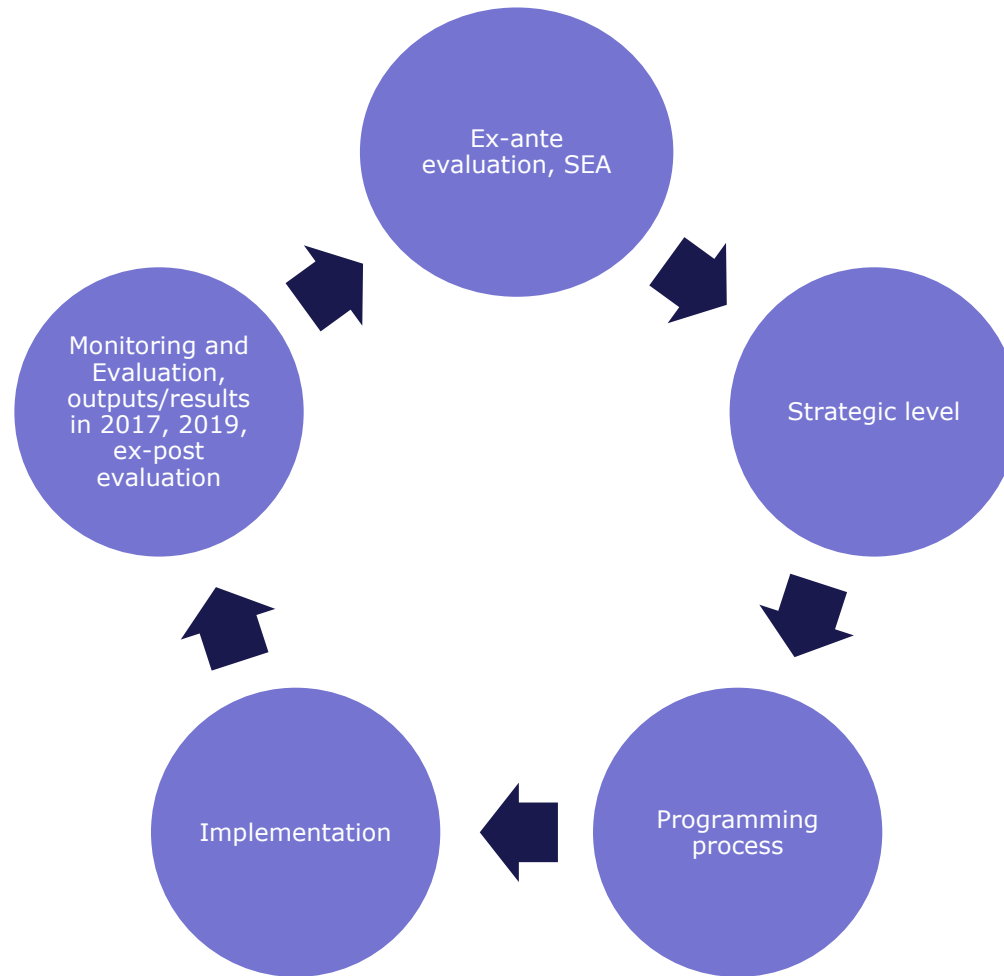 Ex-ante
evaluation, SEA
Strategic level
Programming
process
Implementation
Monitoring and
Evaluation,
outputs/results
in 2017, 2019,
ex-post
evaluation